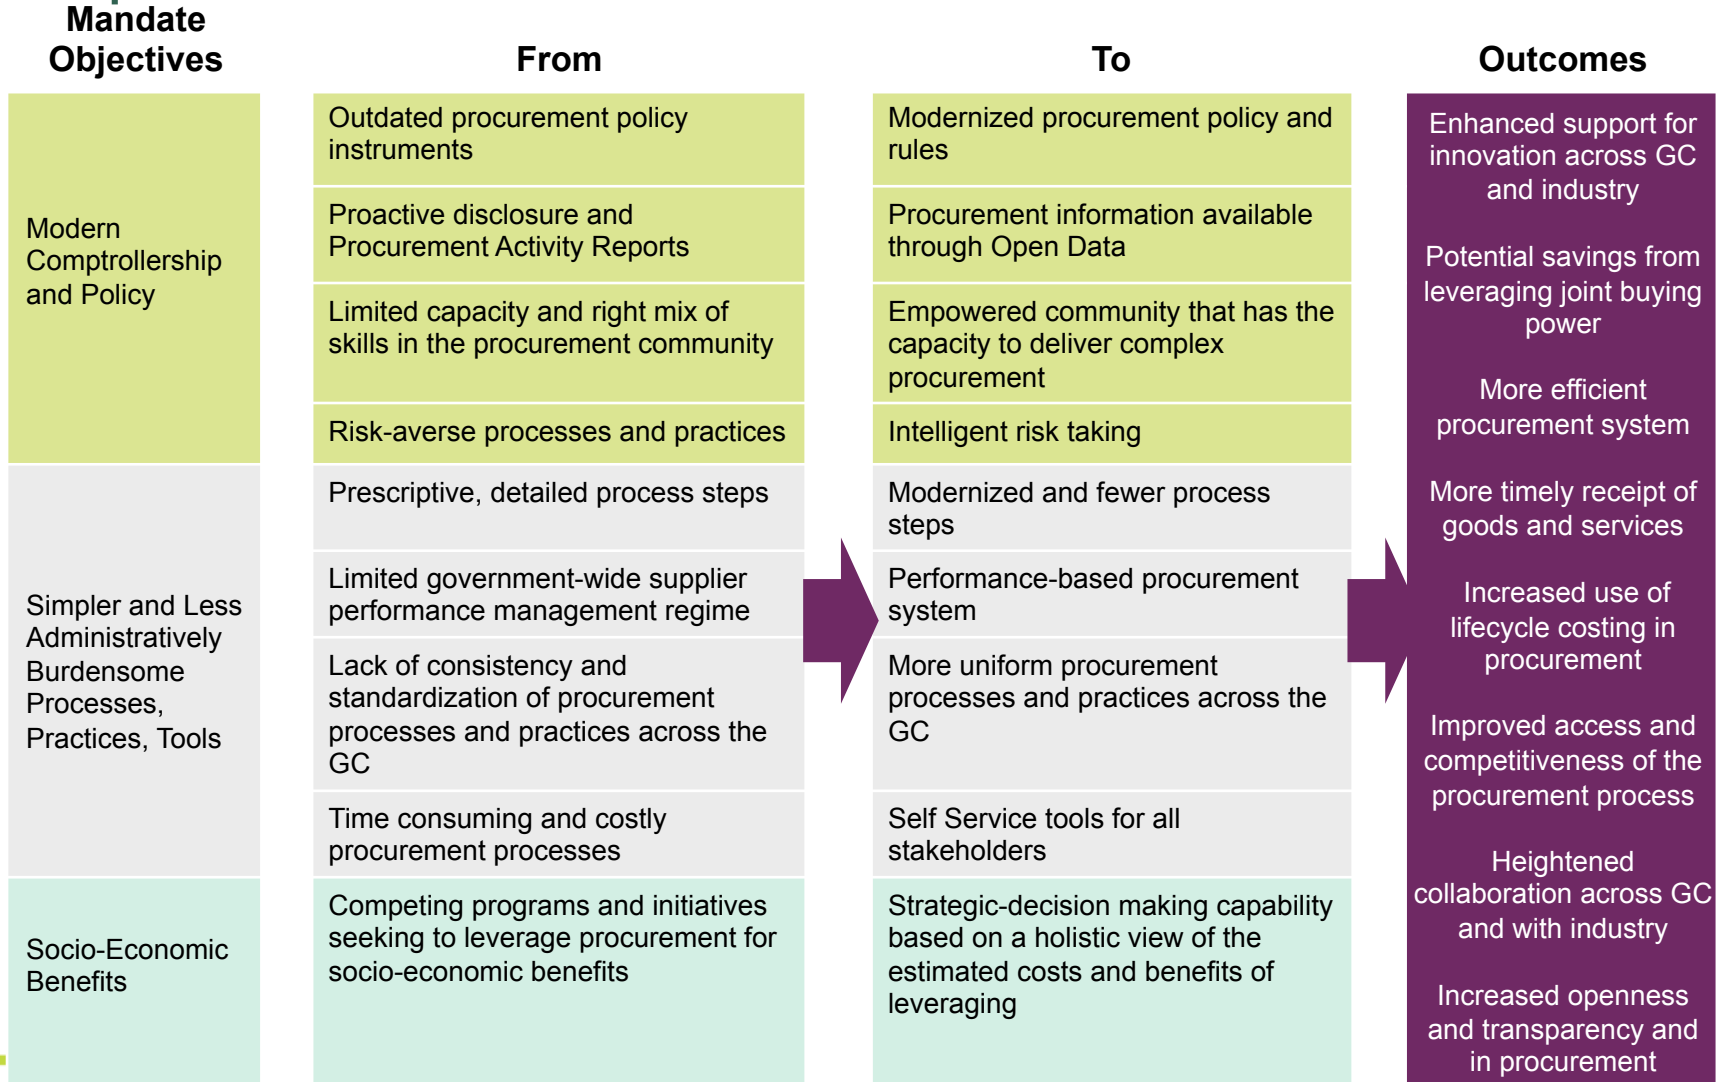 Mandate
Objectives
From
To
Outcomes
Modern
Comptrollership
and Policy
Outdated procurement policy
instruments
Modernized procurement policy and
rules
Proactive disclosure and
Procurement Activity Reports
Procurement information available
through Open Data
Limited capacity and right mix of
skills in the procurement community
Empowered community that has the
capacity to deliver complex
procurement
Risk-averse processes and practices
Intelligent risk taking
Simpler and Less
Administratively
Burdensome
Processes,
Practices, Tools
Prescriptive, detailed process steps
Modernized and fewer process
steps
Limited government-wide supplier
performance management regime
Performance-based procurement
system
Lack of consistency and
standardization of procurement
processes and practices across the
GC
More uniform procurement
processes and practices across the
GC
Time consuming and costly
procurement processes
Self Service tools for all
stakeholders
Socio-Economic
Benefits
Competing programs and initiatives
seeking to leverage procurement for
socio-economic benefits
Strategic-decision making capability
based on a holistic view of the
estimated costs and benefits of
leveraging
Enhanced support for
innovation across GC
and industry
Potential savings from
leveraging joint buying
power
More efficient
procurement system
More timely receipt of
goods and services
Increased use of
lifecycle costing in
procurement
Improved access and
competitiveness of the
procurement process
Heightened
collaboration across GC
and with industry
Increased openness
and transparency and
in procurement